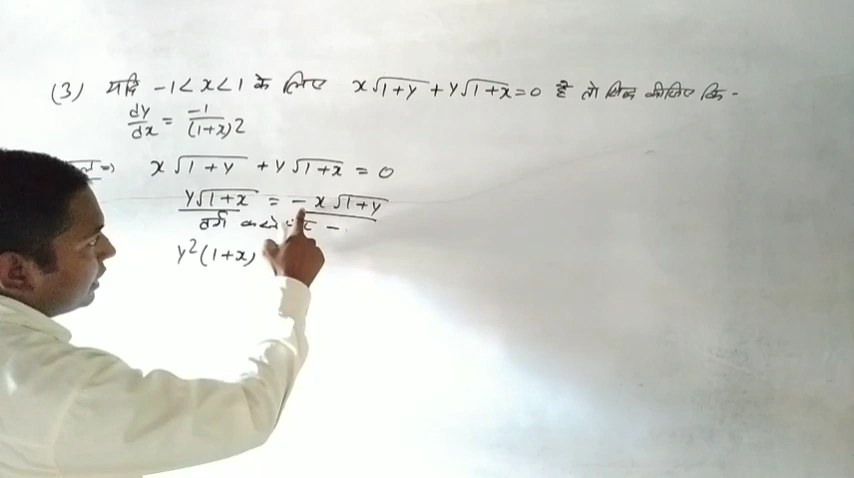 (3) यदि -1 < x < 1 के लिए x√1+y + y√1+x = 0 है तो सिद्ध कीजिए कि -
dy/dx = -1/(1+x)2
=> x√1+y + y√1+x = 0
y√1+x = - x√1+y
वर्ग करने पर -
y²(1+x)